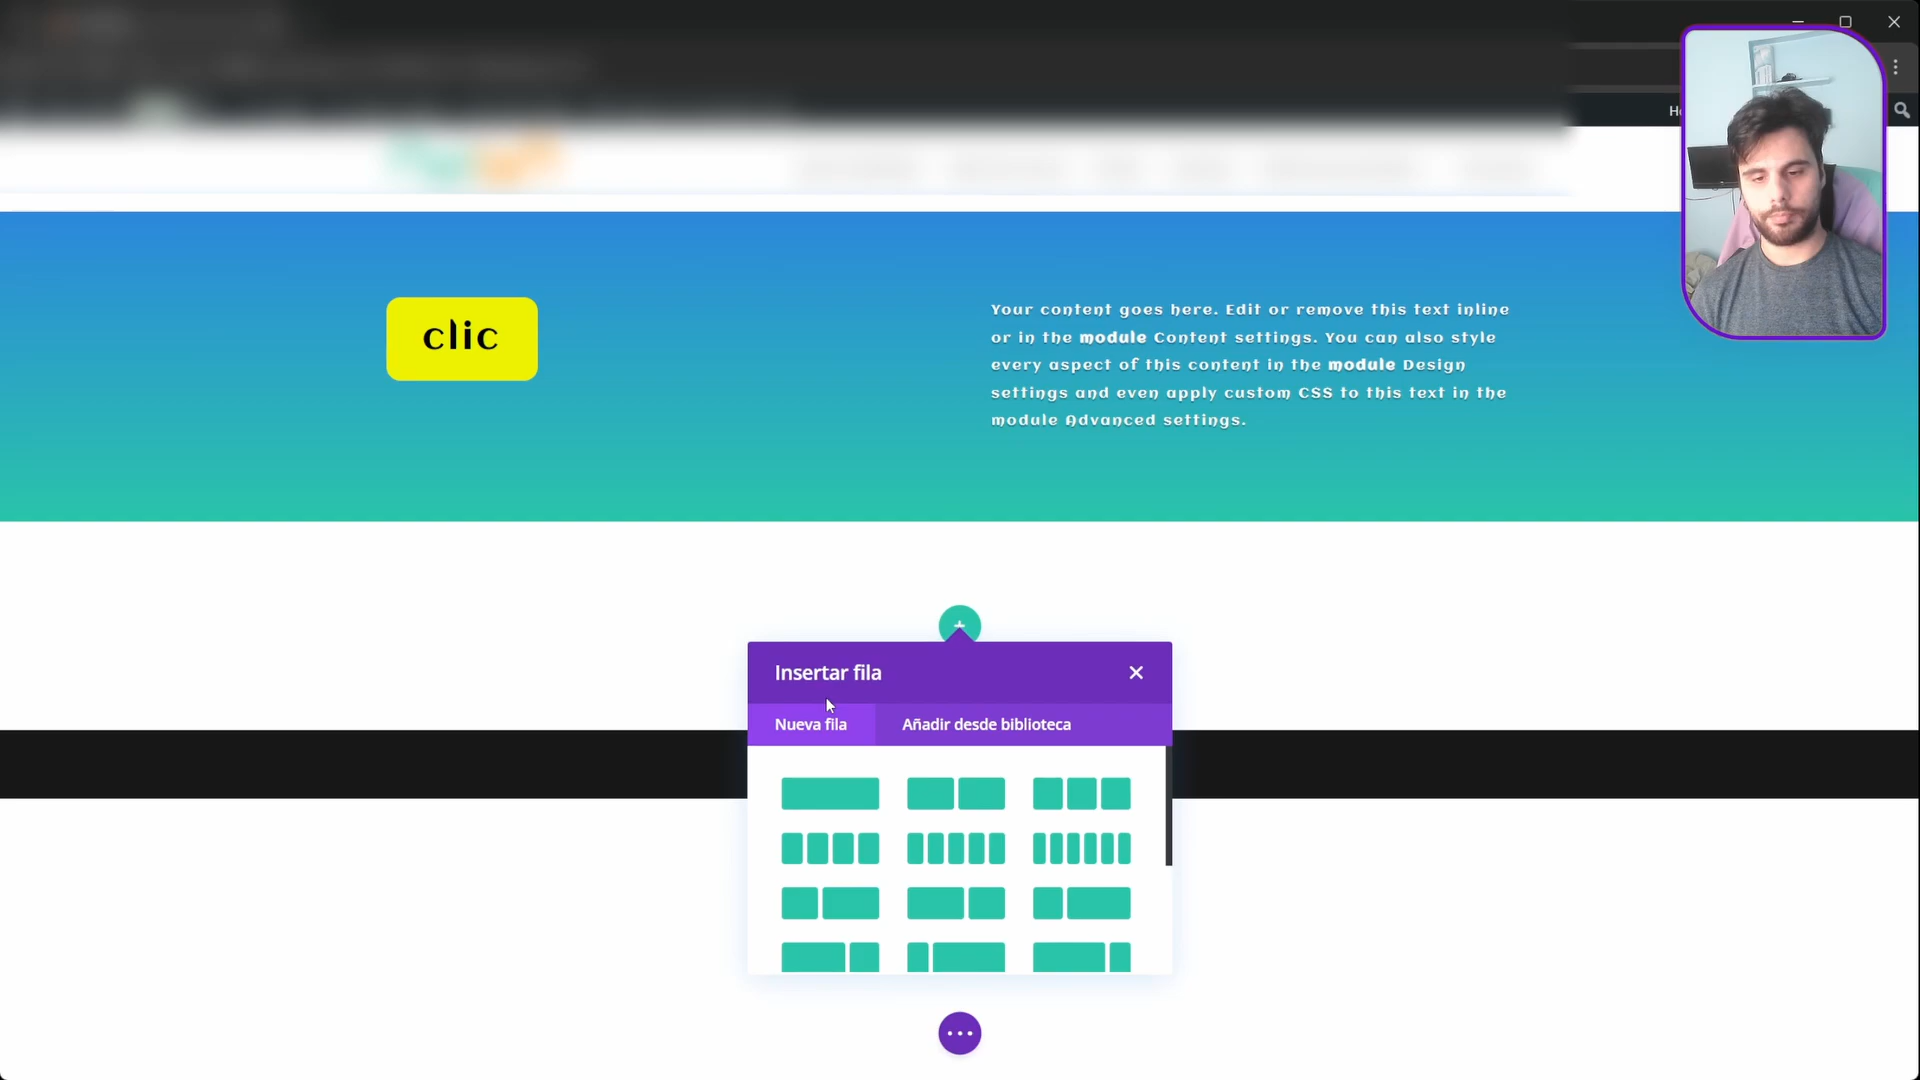 clic
Your content goes here. Edit or remove this text inline
or in the module Content settings. You can also style
every aspect of this content in the module Design
settings and even apply custom CSS to this text in the
module Advanced settings.
Insertar fila
Nueva fila
Añadir desde biblioteca